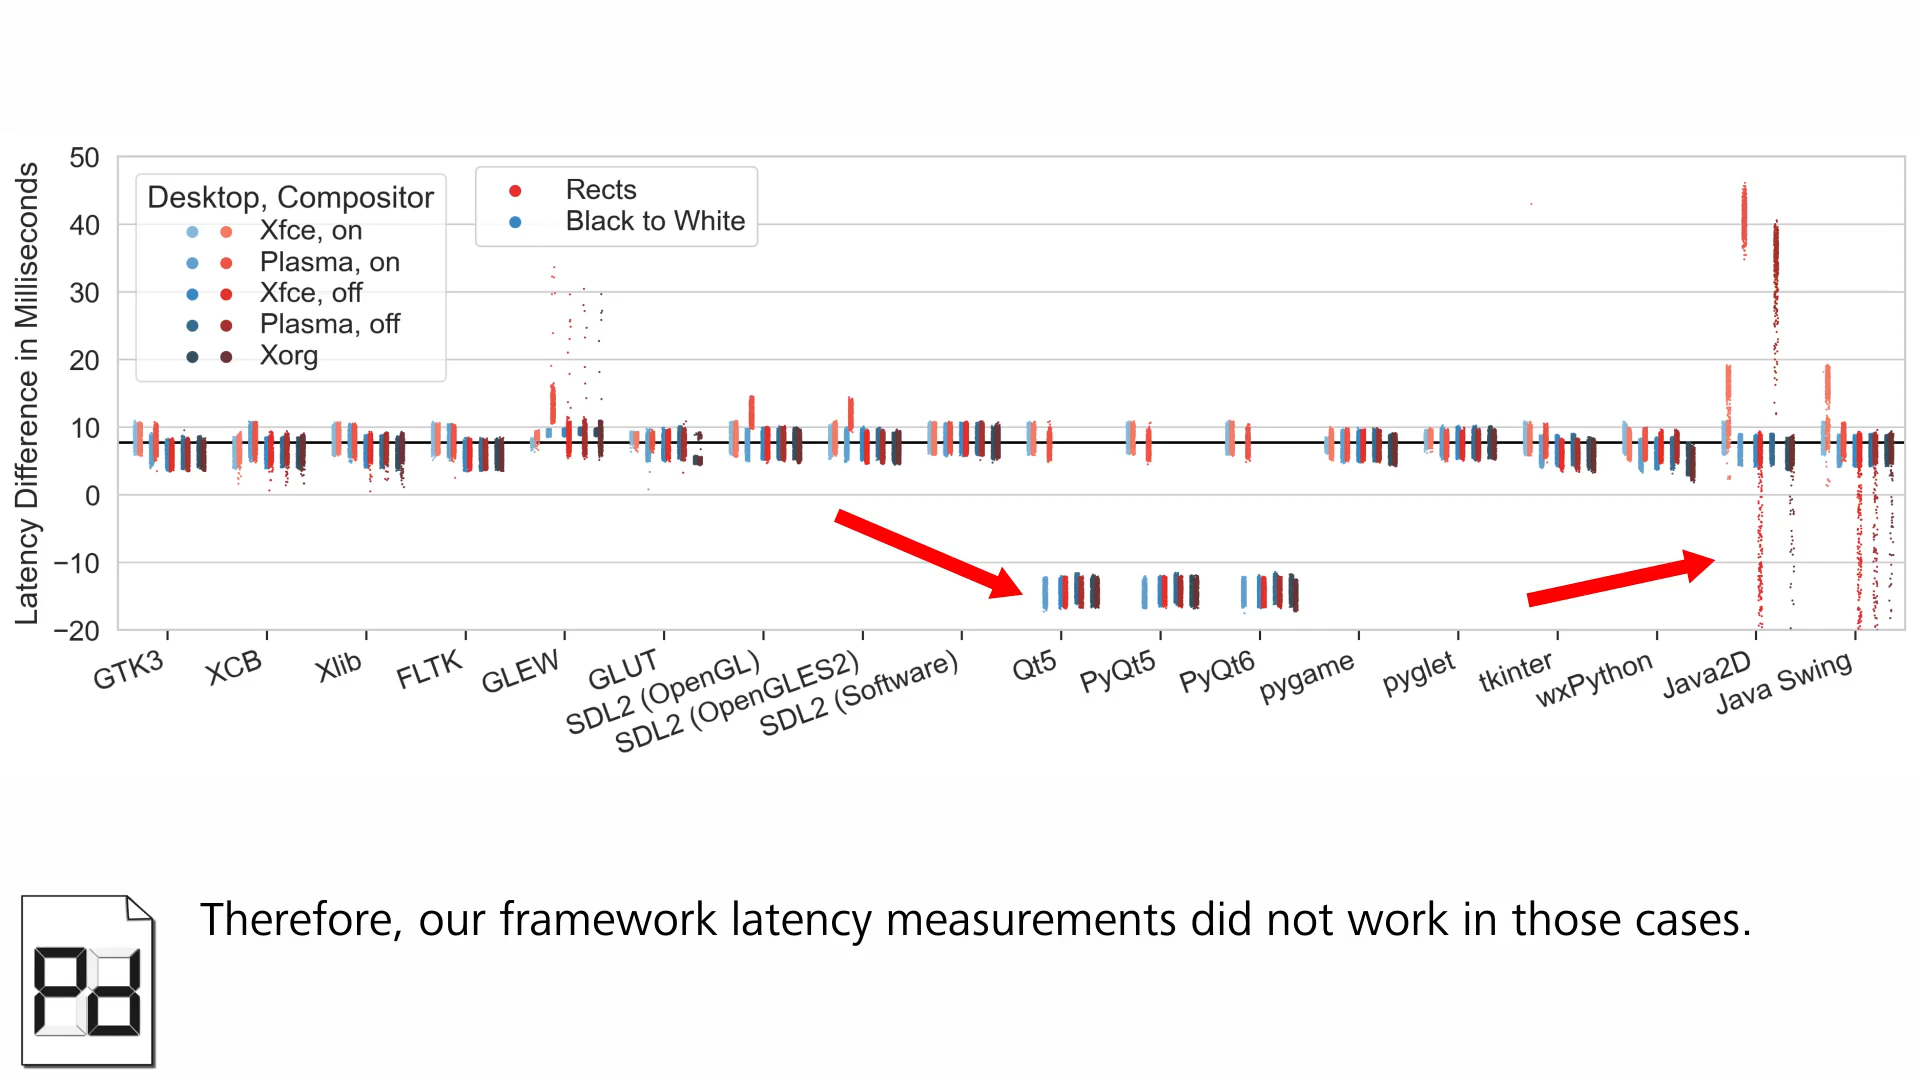 Latency Difference in Milliseconds
50
40
30
20
10
0
−10
−20
Desktop, Compositor
Xfce, on
Plasma, on
Xfce, off
Plasma, off
Xorg
Rects
Black to White
GTK3
XCB
Xlib
FLTK
GLEW
GLUT
SDL2 (OpenGL)
SDL2 (OpenGLES2)
SDL2 (Software)
Qt5
PyQt5
PyQt6
pygame
pyglet
tkinter
wxPython
Java2D
Java Swing
Therefore, our framework latency measurements did not work in those cases.
Pd